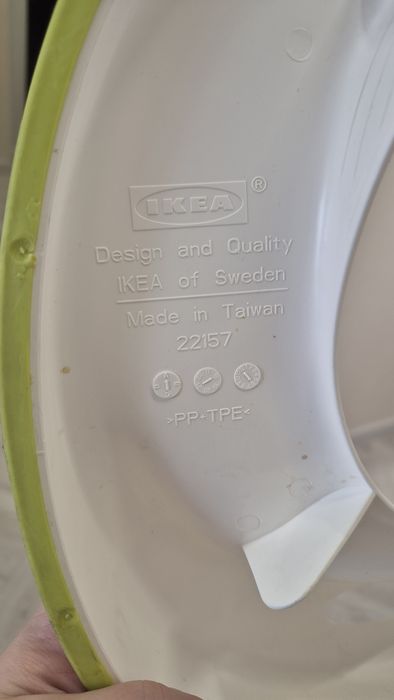 IKEA®
Design and Quality
IKEA of Sweden
Made in Taiwan
22157
>PP+TPE<